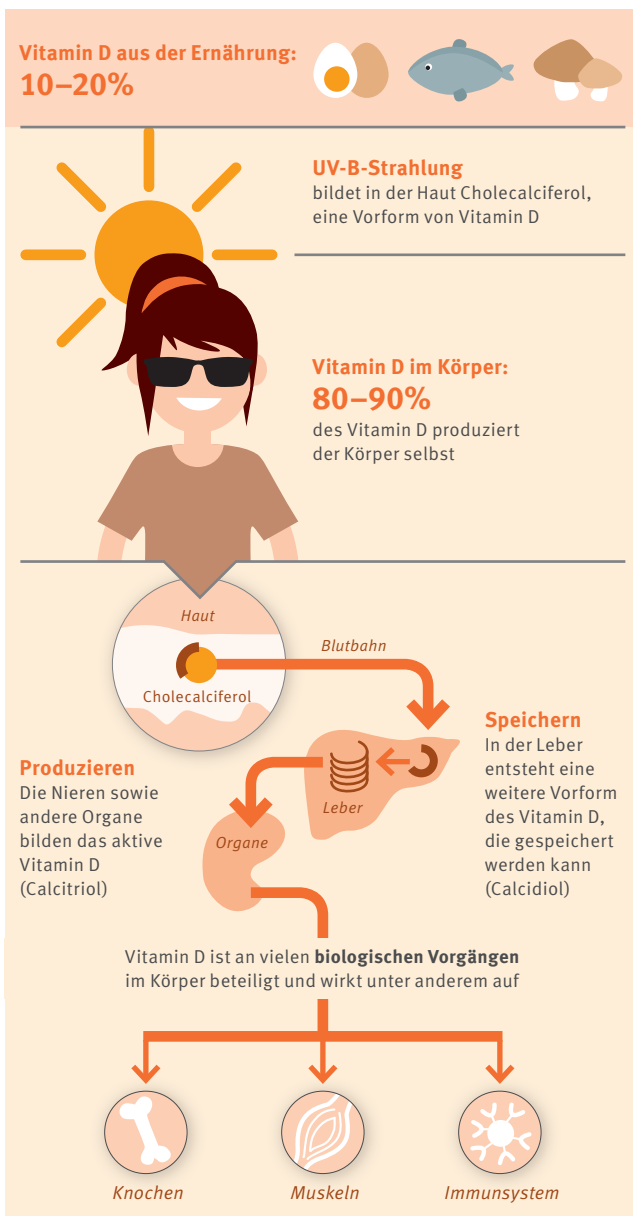 Vitamin D aus der Ernährung:
10–20%
UV-B-Strahlung
bildet in der Haut Cholecalciferol,
eine Vorform von Vitamin D
Vitamin D im Körper:
80–90%
des Vitamin D produziert
der Körper selbst
Haut
Cholecalciferol
Blutbahn
Speichern
In der Leber
entsteht eine
weitere Vorform
des Vitamin D,
die gespeichert
werden kann
(Calcidiol)
Leber
Produzieren
Die Nieren sowie
andere Organe
bilden das aktive
Vitamin D
(Calcitriol)
Organe
Vitamin D ist an vielen biologischen Vorgängen
im Körper beteiligt und wirkt unter anderem auf
Knochen
Muskeln
Immunsystem